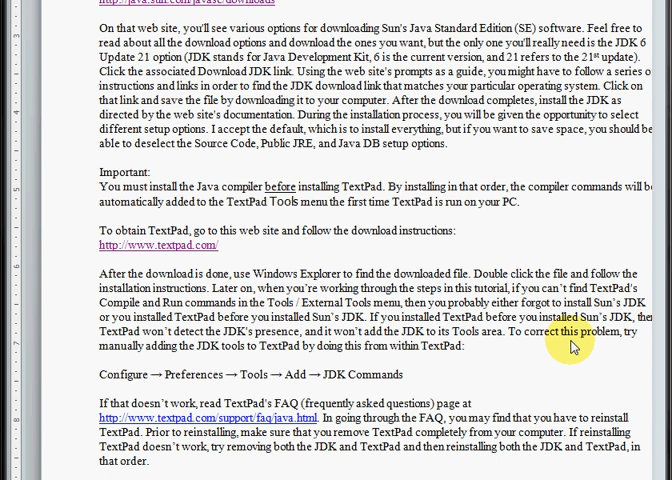 http://java.sun.com/javase/downloads
On that web site, you'll see various options for downloading Sun's Java Standard Edition (SE) software. Feel free to
read about all the download options and download the ones you want, but the only one you'll really need is the JDK 6
Update 21 option (JDK stands for Java Development Kit, 6 is the current version, and 21 refers to the 21st update).
Click the associated Download JDK link. Using the web site's prompts as a guide, you might have to follow a series o
instructions and links in order to find the JDK download link that matches your particular operating system. Click on
that link and save the file by downloading it to your computer. After the download completes, install the JDK as
directed by the web site's documentation. During the installation process, you will be given the opportunity to select
different setup options. I accept the default, which is to install everything, but if you want to save space, you should be
able to deselect the Source Code, Public JRE, and Java DB setup options.
Important:
You must install the Java compiler before installing TextPad. By installing in that order, the compiler commands will be
automatically added to the TextPad Tools menu the first time TextPad is run on your PC.
To obtain TextPad, go to this web site and follow the download instructions:
http://www.textpad.com/
After the download is done, use Windows Explorer to find the downloaded file. Double click the file and follow the
installation instructions. Later on, when you're working through the steps in this tutorial, if you can't find TextPad's
Compile and Run commands in the Tools / External Tools menu, then you probably either forgot to install Sun's JDK
or you installed TextPad before you installed Sun's JDK. If you installed TextPad before you installed Sun's JDK, then
TextPad won't detect the JDK's presence, and it won't add the JDK to its Tools area. To correct this problem, try
manually adding the JDK tools to TextPad by doing this from within TextPad:
Configure → Preferences → Tools → Add → JDK Commands
If that doesn't work, read TextPad's FAQ (frequently asked questions) page at
http://www.textpad.com/support/faq/java.html. In going through the FAQ, you may find that you have to reinstall
TextPad. Prior to reinstalling, make sure that you remove TextPad completely from your computer. If reinstalling
TextPad doesn't work, try removing both the JDK and TextPad and then reinstalling both the JDK and TextPad, in
that order.